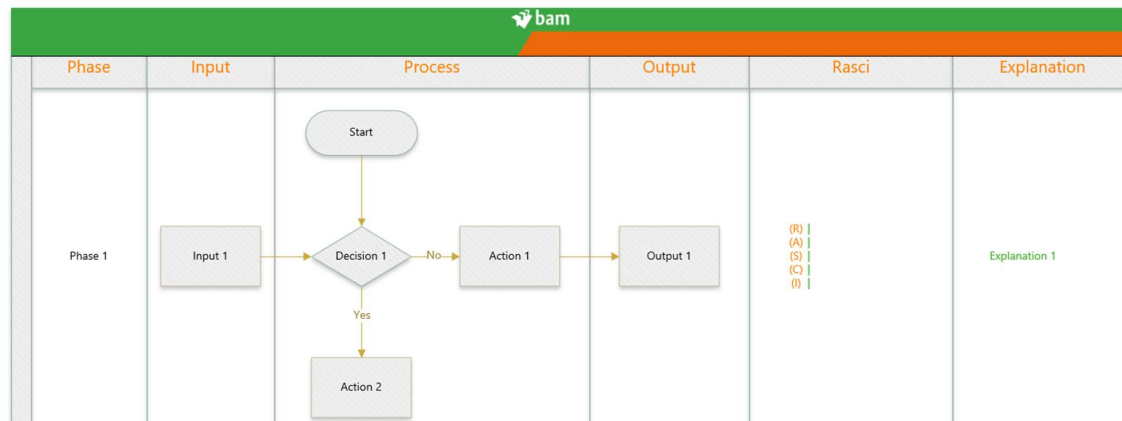 bam
Phase
Input
Process
Output
Rasci
Explanation
Start
Phase 1
Input 1
Decision 1
No
Action 1
Output 1
(R) |
(A) |
(S) |
(C) |
(I) |
Explanation 1
Yes
Action 2